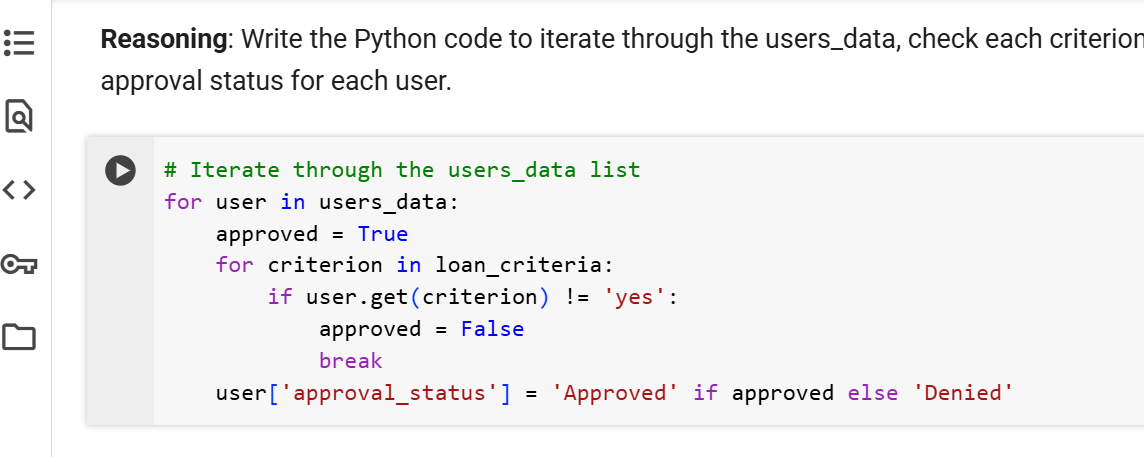 Reasoning: Write the Python code to iterate through the users_data, check each criterion
approval status for each user.
# Iterate through the users_data list
for user in users_data:
    approved = True
    for criterion in loan_criteria:
        if user.get(criterion) != 'yes':
            approved = False
            break
    user['approval_status'] = 'Approved' if approved else 'Denied'